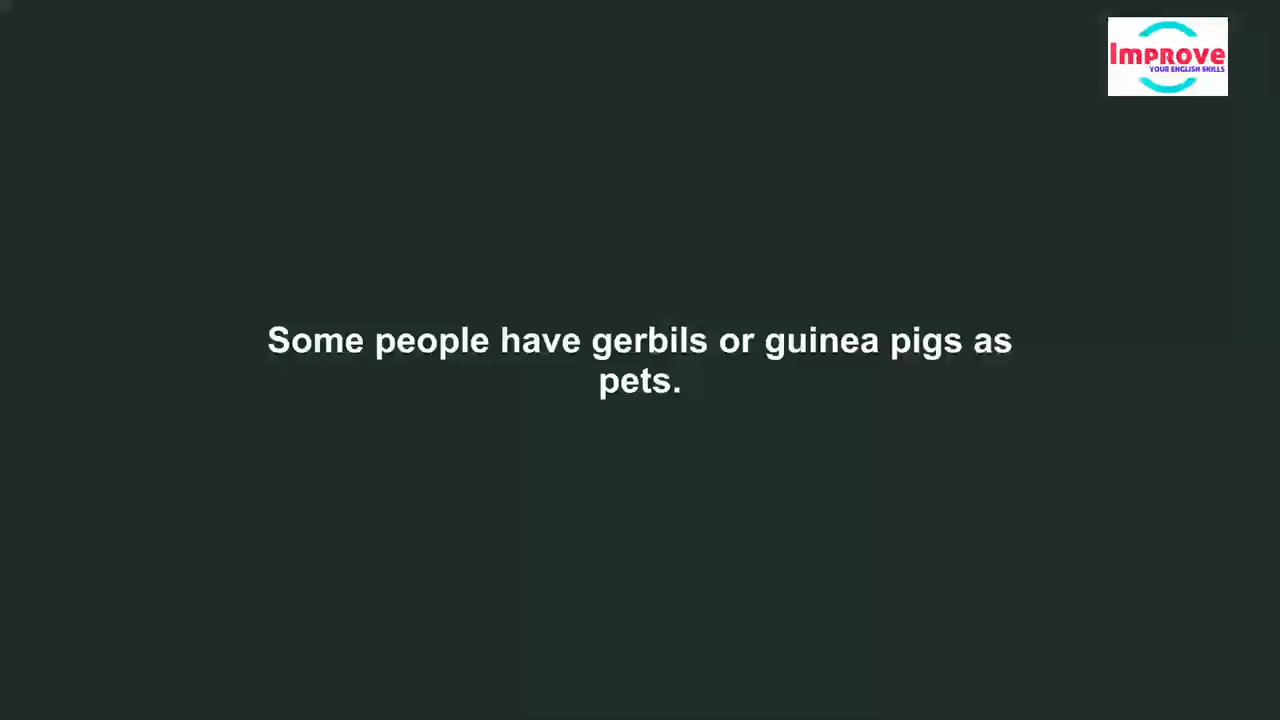 Improve
YOUR ENGLISH SKILLS
Some people have gerbils or guinea pigs as
pets.